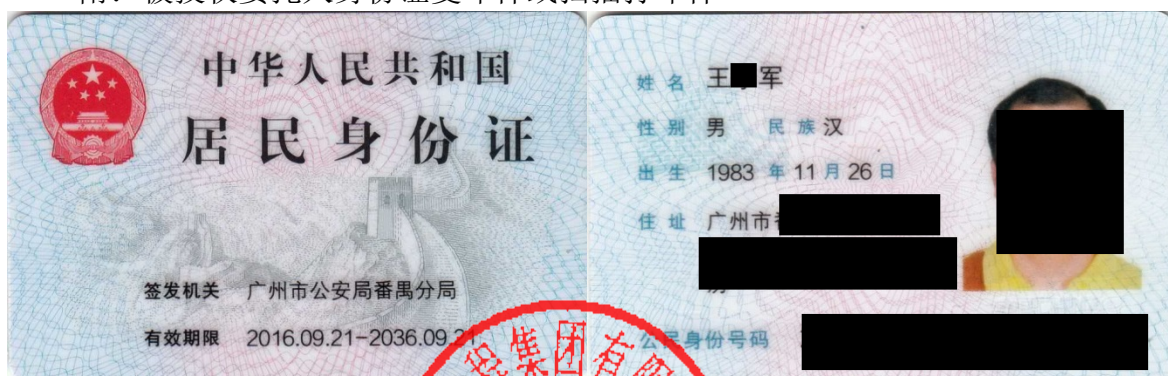 中华人民共和国
居民身份证
签发机关 广州市公安局番禺分局
有效期限 2016.09.21-2036.09.21
姓名 王 军
性别 男 民族 汉
出生 1983 年 11 月 26 日
住址 广州市
公民身份号码
集团有限